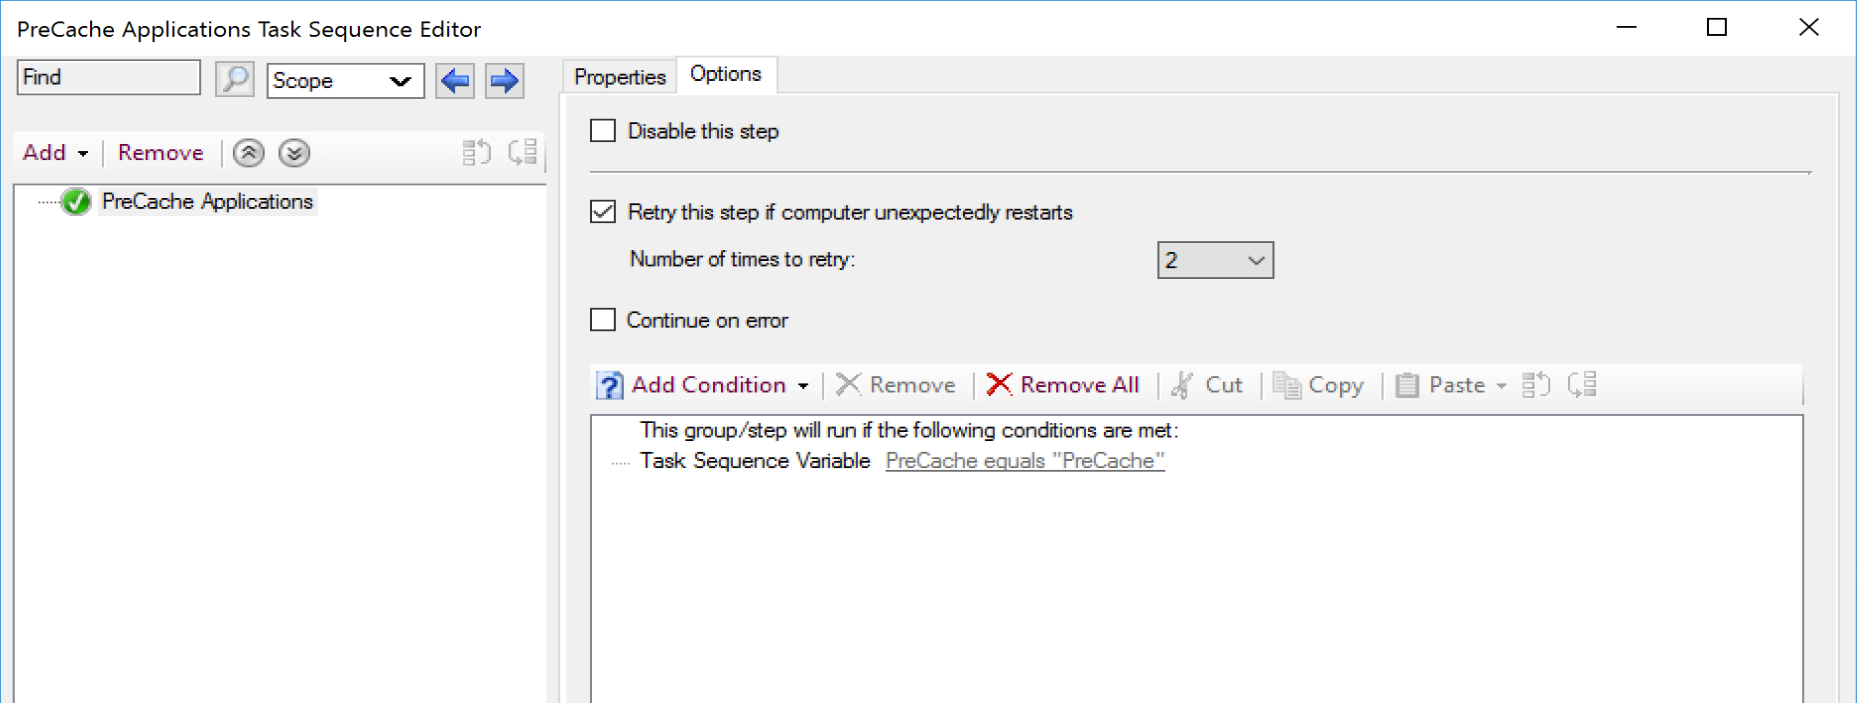 PreCache Applications Task Sequence Editor
Find
Scope
Add
Remove
PreCache Applications
Properties
Options
Disable this step
Retry this step if computer unexpectedly restarts
Number of times to retry:
2
Continue on error
Add Condition
Remove
Remove All
Cut
Copy
Paste
This group/step will run if the following conditions are met:
Task Sequence Variable PreCache equals "PreCache"